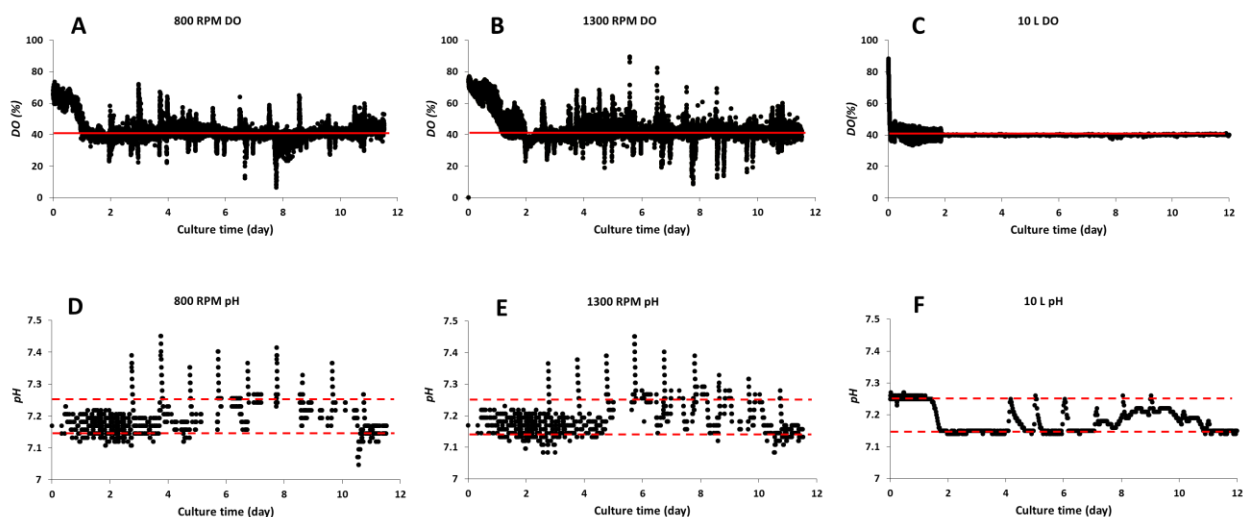 A
800 RPM DO
100
80
60
40
20
0
DO (%)
0 2 4 6 8 10 12
Culture time (day)
B
1300 RPM DO
100
80
60
40
20
0
DO (%)
0 2 4 6 8 10 12
Culture time (day)
C
10 L DO
100
80
60
40
20
0
DO(%)
0 2 4 6 8 10 12
Culture time (day)
D
800 RPM pH
7.5
7.4
7.3
7.2
7.1
7
pH
0 2 4 6 8 10 12
Culture time (day)
E
1300 RPM pH
7.5
7.4
7.3
7.2
7.1
7
pH
0 2 4 6 8 10 12
Culture time (day)
F
10 L pH
7.5
7.4
7.3
7.2
7.1
7
pH
0 2 4 6 8 10 12
Culture time (day)